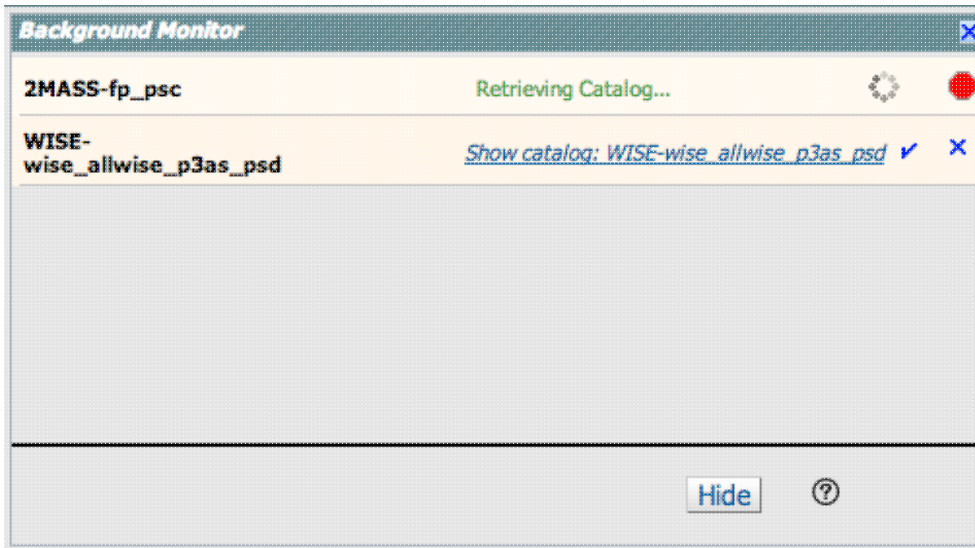 Background Monitor
2MASS-fp_psc Retrieving Catalog...
WISE-
wise_allwise_p3as_psd Show catalog: WISE-wise_allwise_p3as_psd
Hide ?